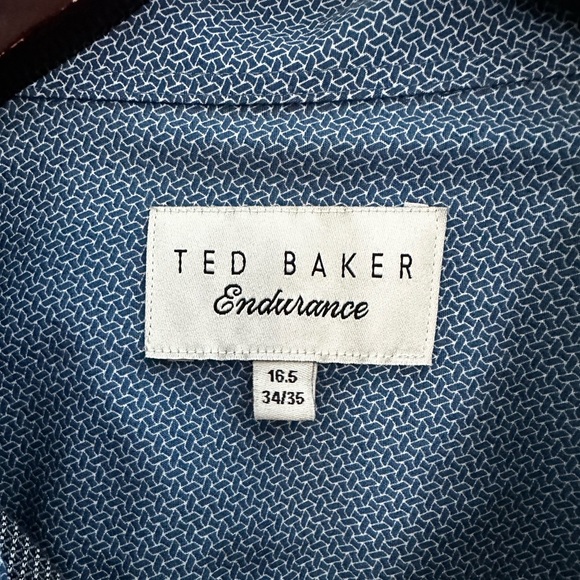 TED BAKER
Endurance
16.5
34/35